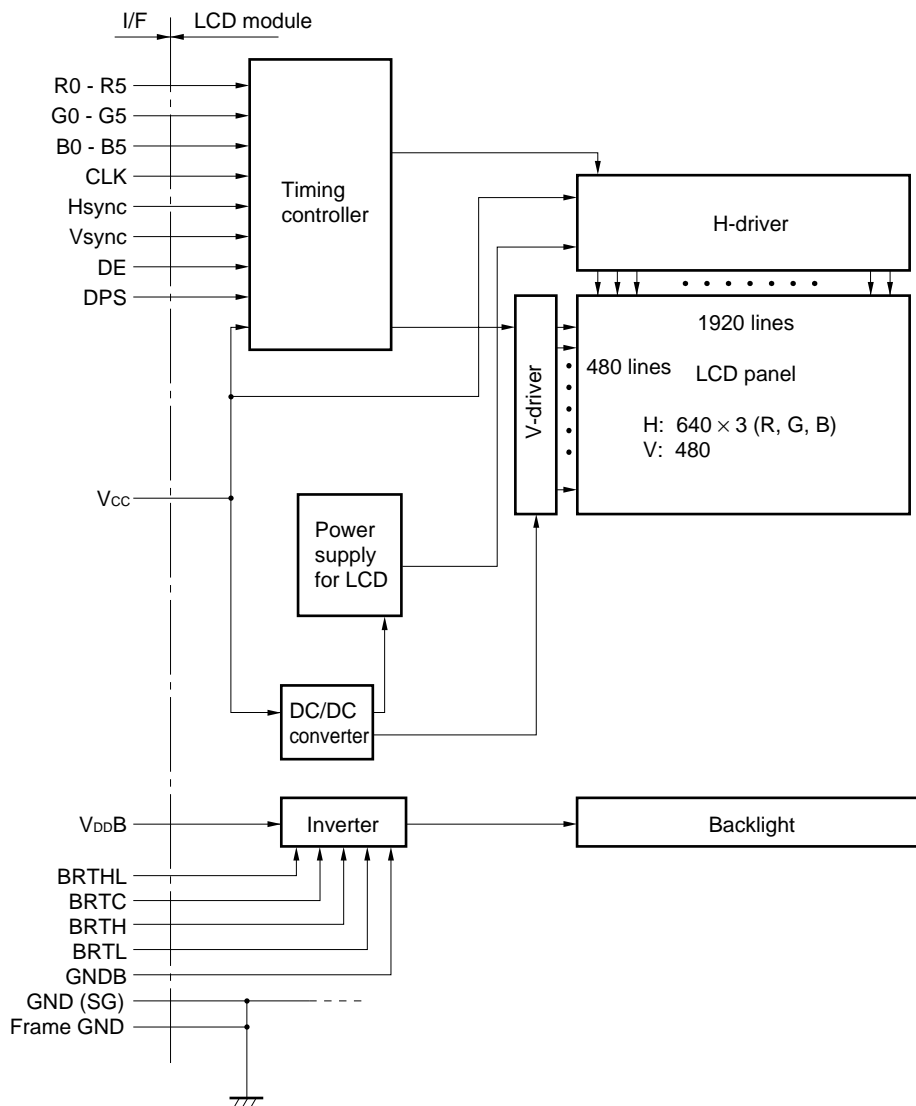 I/F
LCD module
R0 - R5
G0 - G5
B0 - B5
CLK
Hsync
Vsync
DE
DPS
Timing
controller
H-driver
V-driver
1920 lines
480 lines
LCD panel
H: 640 × 3 (R, G, B)
V: 480
VCC
Power
supply
for LCD
DC/DC
converter
VDDB
Inverter
Backlight
BRTHL
BRTC
BRTH
BRTL
GNDB
GND (SG)
Frame GND